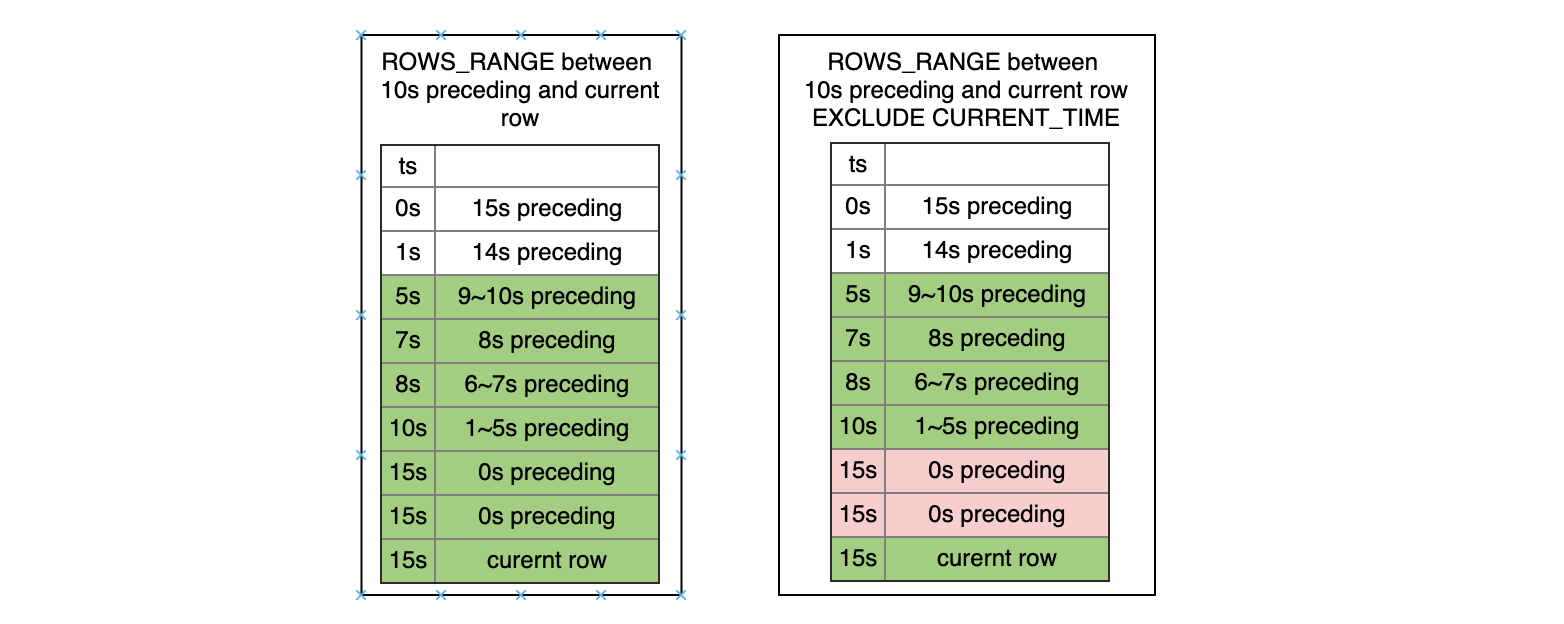 ROWS_RANGE between
10s preceding and current
row
ts
0s 15s preceding
1s 14s preceding
5s 9~10s preceding
7s 8s preceding
8s 6~7s preceding
10s 1~5s preceding
15s 0s preceding
15s 0s preceding
15s curernt row
ROWS_RANGE between
10s preceding and current row
EXCLUDE CURRENT_TIME
ts
0s 15s preceding
1s 14s preceding
5s 9~10s preceding
7s 8s preceding
8s 6~7s preceding
10s 1~5s preceding
15s 0s preceding
15s 0s preceding
15s curernt row